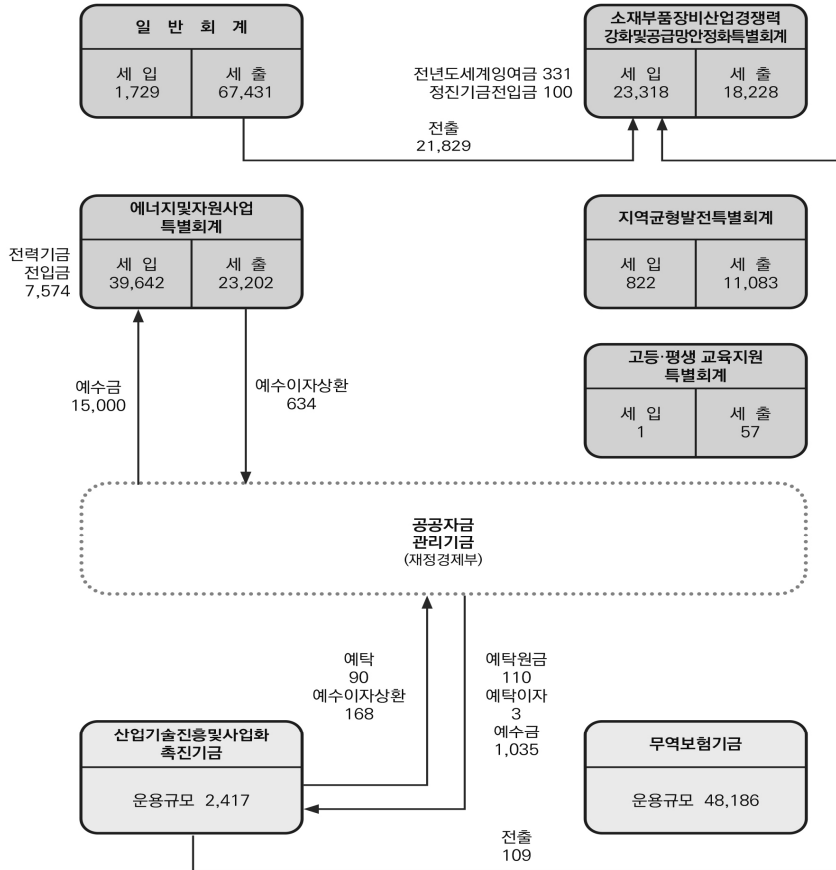 일 반 회 계
세 입
1,729
세 출
67,431
소재부품장비산업경쟁력
강화및공급망안정화특별회계
세 입
23,318
세 출
18,228
전년도세계잉여금 331
정진기금전입금 100
전출
21,829
에너지및자원사업
특별회계
세 입
39,642
세 출
23,202
전력기금
전입금
7,574
지역균형발전특별회계
세 입
822
세 출
11,083
고등·평생 교육지원
특별회계
세 입
1
세 출
57
예수금
15,000
예수이자상환
634
공공자금
관리기금
(재정경제부)
예탁
90
예수이자상환
168
예탁원금
110
예탁이자
3
예수금
1,035
산업기술진흥및사업화
촉진기금
운용규모 2,417
무역보험기금
운용규모 48,186
전출
109